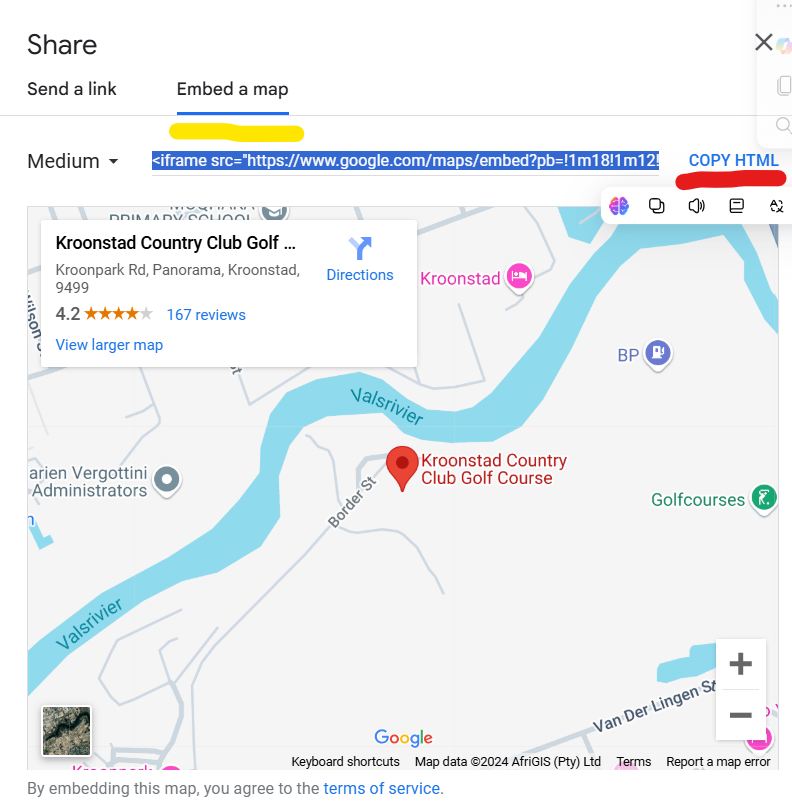 Share
Send a link
Embed a map
Medium
<iframe src="https://www.google.com/maps/embed?pb=!1m18!1m12!
COPY HTML
PRIMARY SCHOOL
Kroonstad Country Club Golf ...
Kroonpark Rd, Panorama, Kroonstad,
9499
Directions
4.2
167 reviews
View larger map
Kroonstad
BP
Valsrivier
arien Vergottini
Administrators
Kroonstad Country
Club Golf Course
Border St
Golfcourses
Valsrivier
Van Der Lingen St
Google
Keyboard shortcuts
Map data ©2024 AfriGIS (Pty) Ltd
Terms
Report a map error
By embedding this map, you agree to the terms of service.